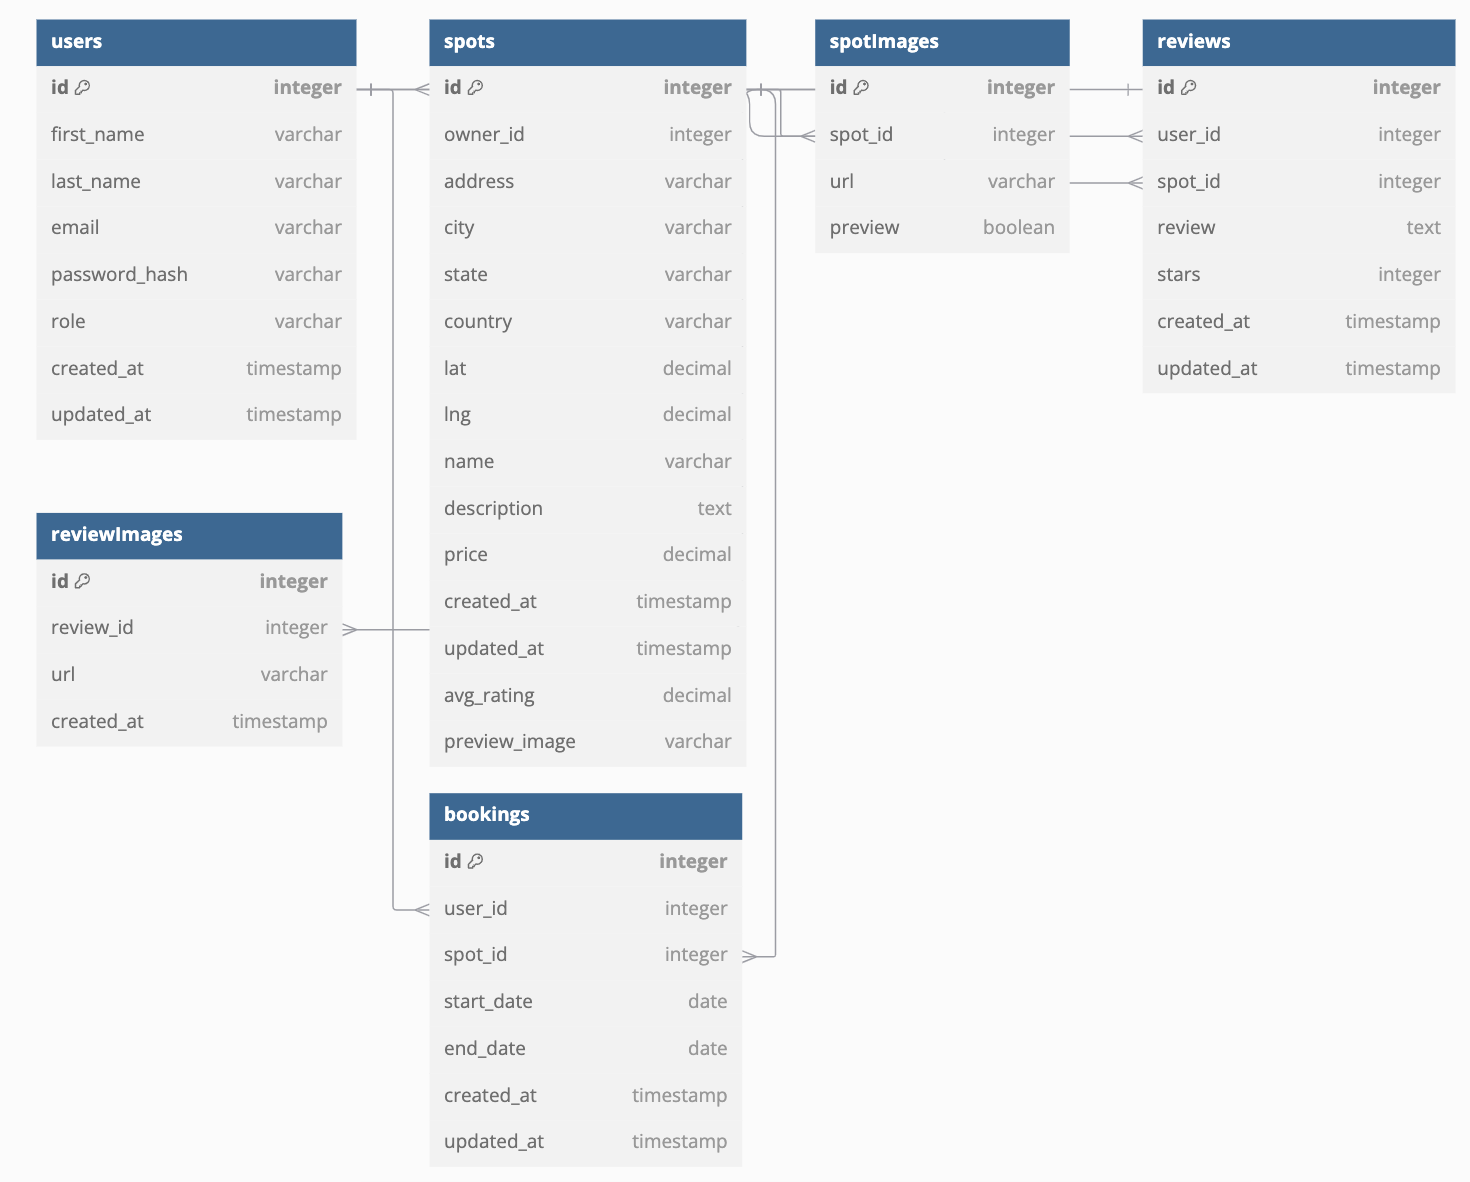 users
id integer
first_name varchar
last_name varchar
email varchar
password_hash varchar
role varchar
created_at timestamp
updated_at timestamp
spots
id integer
owner_id integer
address varchar
city varchar
state varchar
country varchar
lat decimal
lng decimal
name varchar
description text
price decimal
created_at timestamp
updated_at timestamp
avg_rating decimal
preview_image varchar
spotImages
id integer
spot_id integer
url varchar
preview boolean
reviews
id integer
user_id integer
spot_id integer
review text
stars integer
created_at timestamp
updated_at timestamp
reviewImages
id integer
review_id integer
url varchar
created_at timestamp
bookings
id integer
user_id integer
spot_id integer
start_date date
end_date date
created_at timestamp
updated_at timestamp